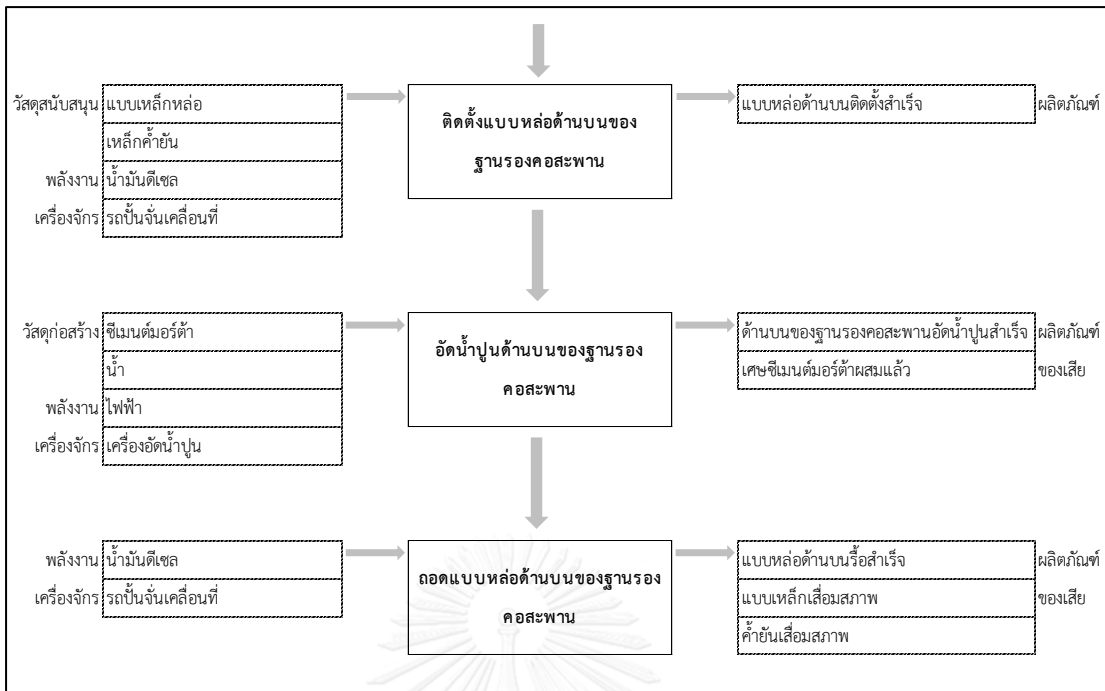 วัสดุสนับสนุน แบบเหล็กหล่อ
เหล็กค้ำยัน
พลังงาน น้ำมันดีเซล
เครื่องจักร รถปั้นจั่นเคลื่อนที่
ติดตั้งแบบหล่อด้านบนของ
ฐานรองคอสะพาน
แบบหล่อด้านบนติดตั้งสำเร็จ ผลิตภัณฑ์
วัสดุก่อสร้าง ซีเมนต์มอร์ต้า
น้ำ
พลังงาน ไฟฟ้า
เครื่องจักร เครื่องอัดน้ำปูน
อัดน้ำปูนด้านบนของฐานรอง
คอสะพาน
ด้านบนของฐานรองคอสะพานอัดน้ำปูนสำเร็จ ผลิตภัณฑ์
เศษซีเมนต์มอร์ต้าผสมแล้ว ของเสีย
พลังงาน น้ำมันดีเซล
เครื่องจักร รถปั้นจั่นเคลื่อนที่
ถอดแบบหล่อด้านบนของฐานรอง
คอสะพาน
แบบหล่อด้านบนรื้อสำเร็จ ผลิตภัณฑ์
แบบเหล็กเสื่อมสภาพ ของเสีย
ค้ำยันเสื่อมสภาพ